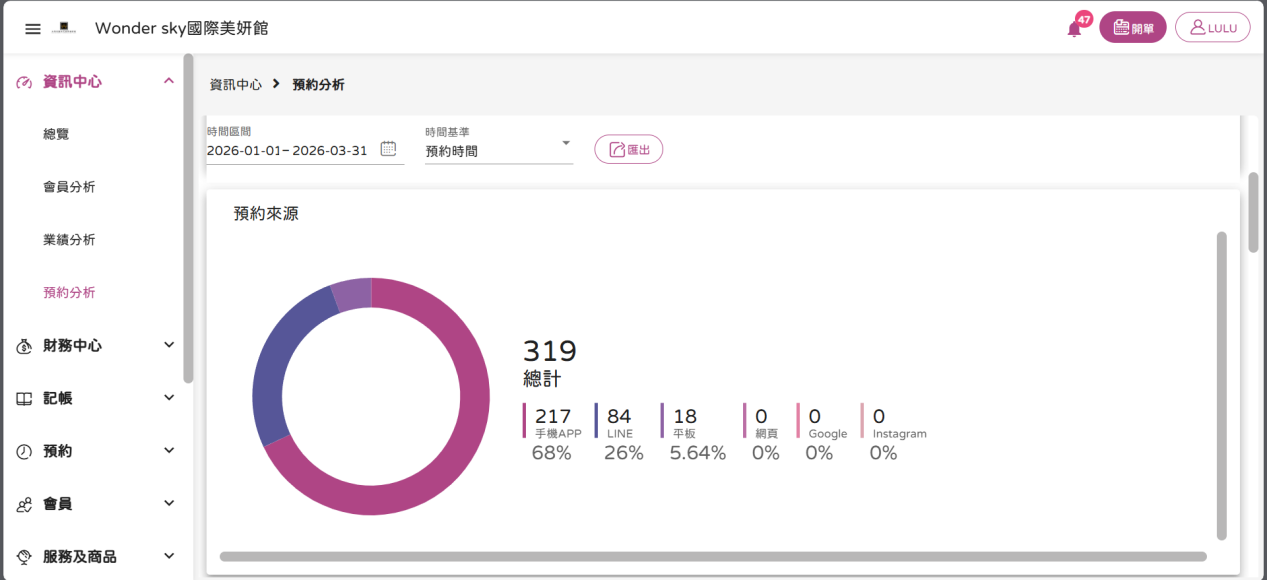 Wonder sky國際美妍館
47
開單
LULU
資訊中心
總覽
會員分析
業績分析
預約分析
財務中心
記帳
預約
會員
服務及商品
資訊中心 > 預約分析
時間區間
2026-01-01－2026-03-31
時間基準
預約時間
匯出
預約來源
319
總計
217 84 18 0 0 0
手機APP LINE 平板 網頁 Google Instagram
68% 26% 5.64% 0% 0% 0%